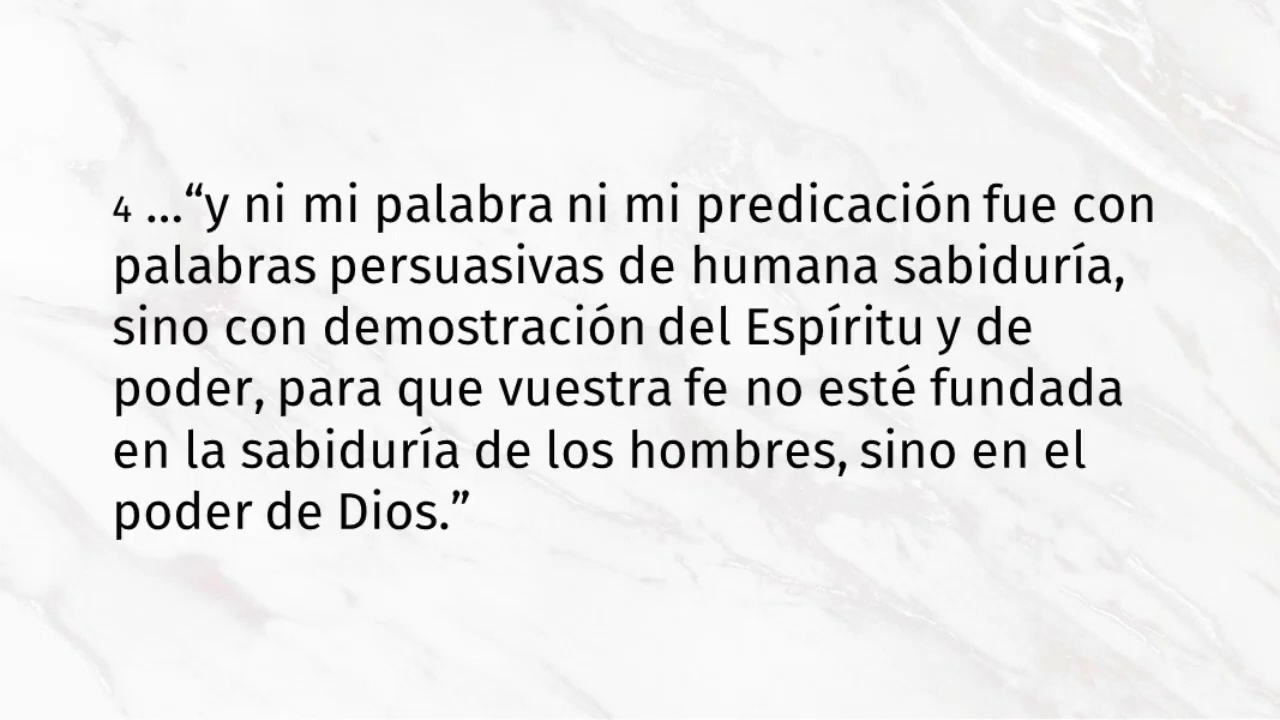 4 ...“y ni mi palabra ni mi predicación fue con
palabras persuasivas de humana sabiduría,
sino con demostración del Espíritu y de
poder, para que vuestra fe no esté fundada
en la sabiduría de los hombres, sino en el
poder de Dios.”